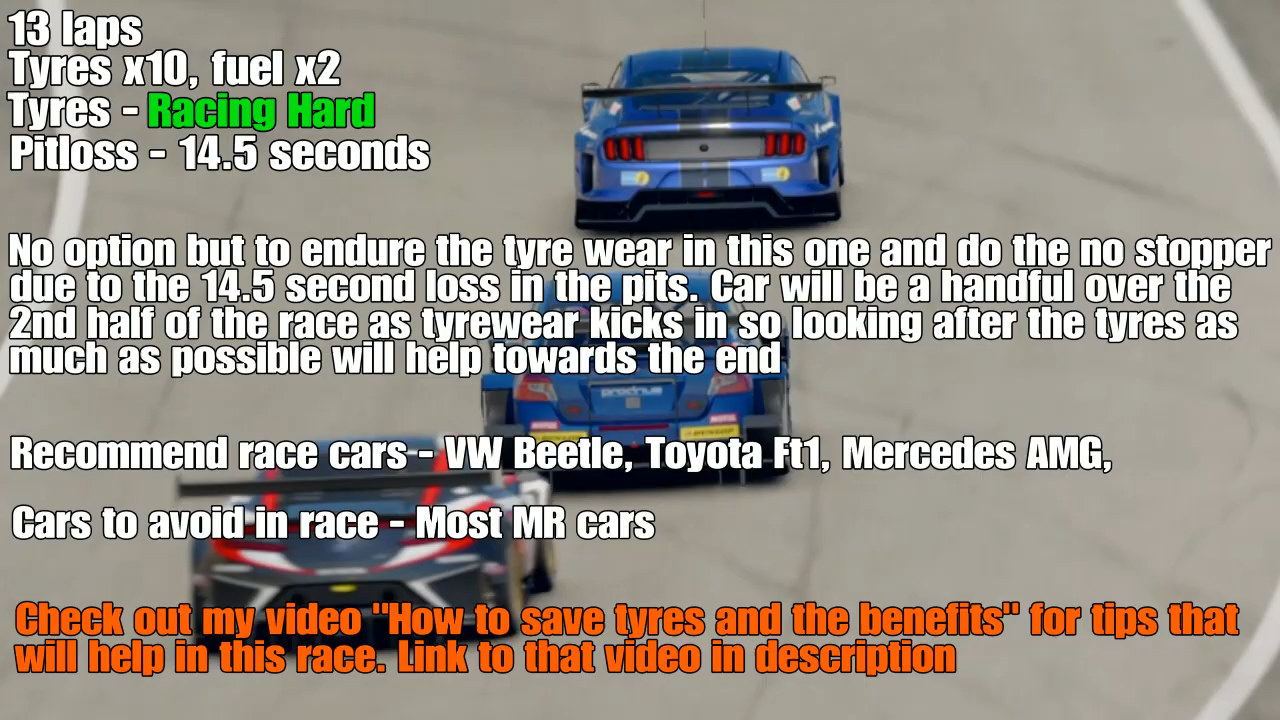 13 laps
Tyres x10, fuel x2
Tyres - Racing Hard
Pitloss - 14.5 seconds
No option but to endure the tyre wear in this one and do the no stopper
due to the 14.5 second loss in the pits. Car will be a handful over the
2nd half of the race as tyrewear kicks in so looking after the tyres as
much as possible will help towards the end
prodrive
DUNLOP
Recommend race cars - VW Beetle, Toyota Ft1, Mercedes AMG,
Cars to avoid in race - Most MR cars
Check out my video "How to save tyres and the benefits" for tips that
will help in this race. Link to that video in description